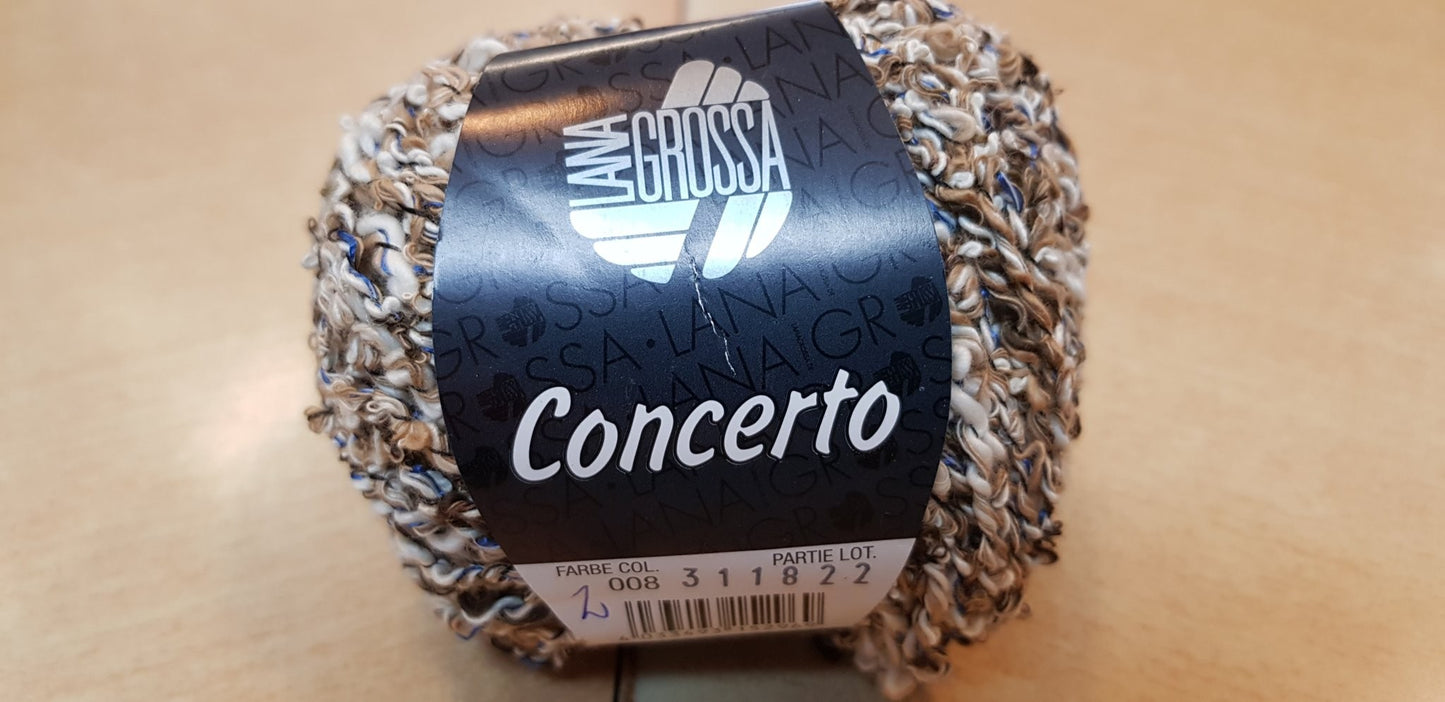 LANA GROSSA
Concerto
FARBE COL. PARTIE LOT.
008 311822
2